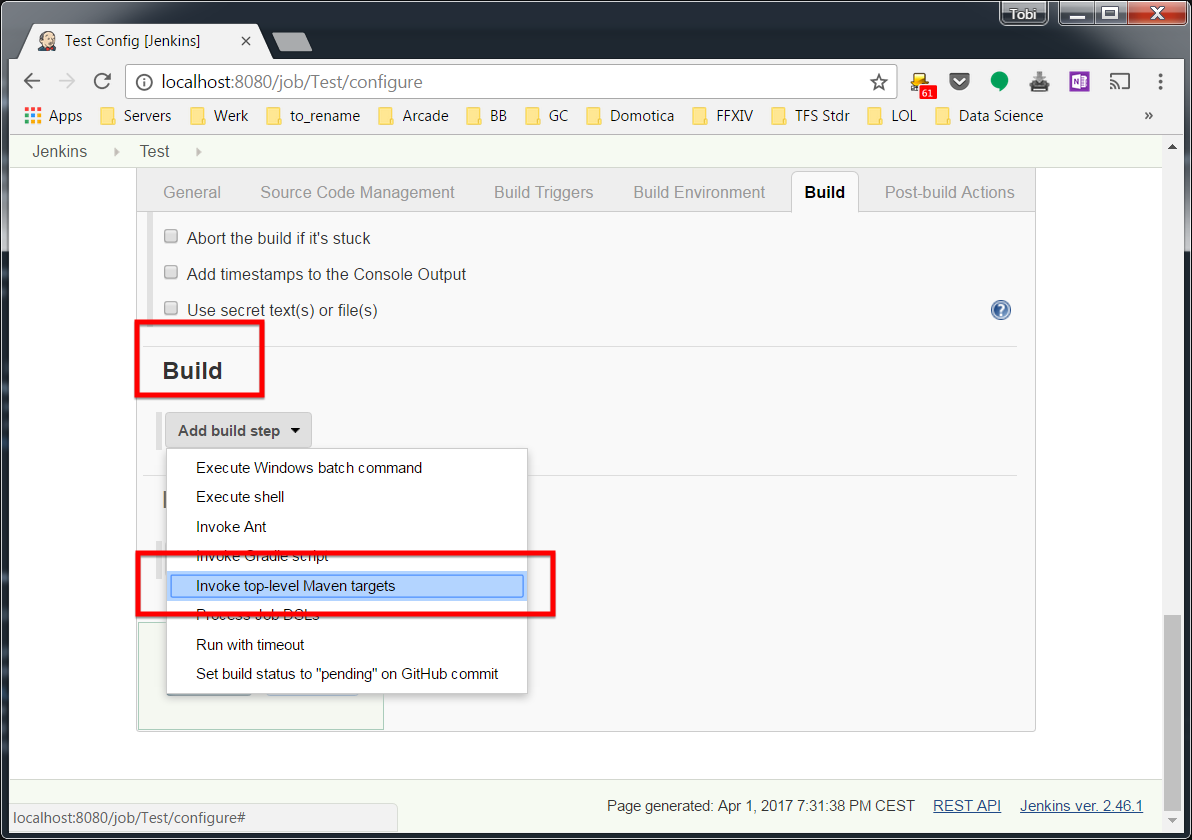 Tobi
Test Config [Jenkins]
localhost:8080/job/Test/configure
61
Apps Servers Werk to_rename Arcade BB GC Domotica FFXIV TFS Stdr LOL Data Science »
Jenkins Test
General Source Code Management Build Triggers Build Environment Build Post-build Actions
Abort the build if it's stuck
Add timestamps to the Console Output
Use secret text(s) or file(s)
Build
Add build step
Execute Windows batch command
Execute shell
Invoke Ant
Invoke Gradle script
Invoke top-level Maven targets
Process Job DSLs
Run with timeout
Set build status to "pending" on GitHub commit
Page generated: Apr 1, 2017 7:31:38 PM CEST REST API Jenkins ver. 2.46.1
localhost:8080/job/Test/configure#